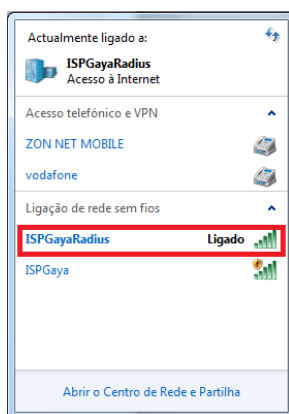 Actualmente ligado a:
ISPGayaRadius
Acesso à Internet
Acesso telefónico e VPN
ZON NET MOBILE
vodafone
Ligação de rede sem fios
ISPGayaRadius Ligado
ISPGaya
Abrir o Centro de Rede e Partilha